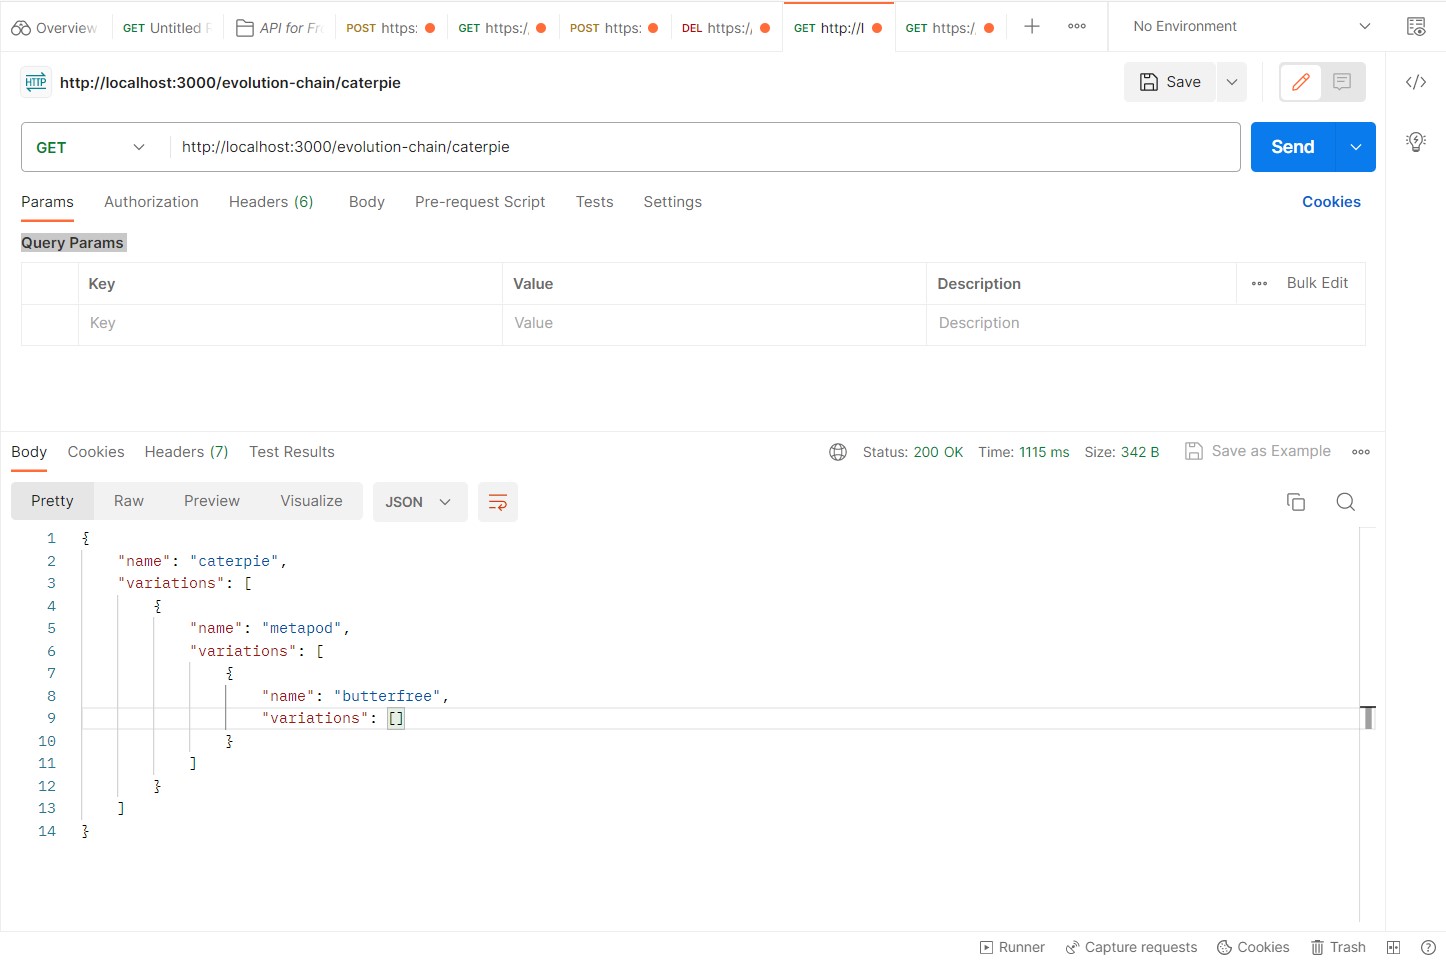 Overview GET Untitled R API for Fr POST https: GET https:/, POST https: DEL https:/, GET http://l GET https:/, No Environment
HTTP http://localhost:3000/evolution-chain/caterpie Save
GET http://localhost:3000/evolution-chain/caterpie Send
Params Authorization Headers (6) Body Pre-request Script Tests Settings Cookies
Query Params
Key Value Description Bulk Edit
Key Value Description
Body Cookies Headers (7) Test Results Status: 200 OK Time: 1115 ms Size: 342 B Save as Example
Pretty Raw Preview Visualize JSON
1 {
2 "name": "caterpie",
3 "variations": [
4 {
5 "name": "metapod",
6 "variations": [
7 {
8 "name": "butterfree",
9 "variations": []
10 }
11 ]
12 }
13 ]
14 }
Runner Capture requests Cookies Trash